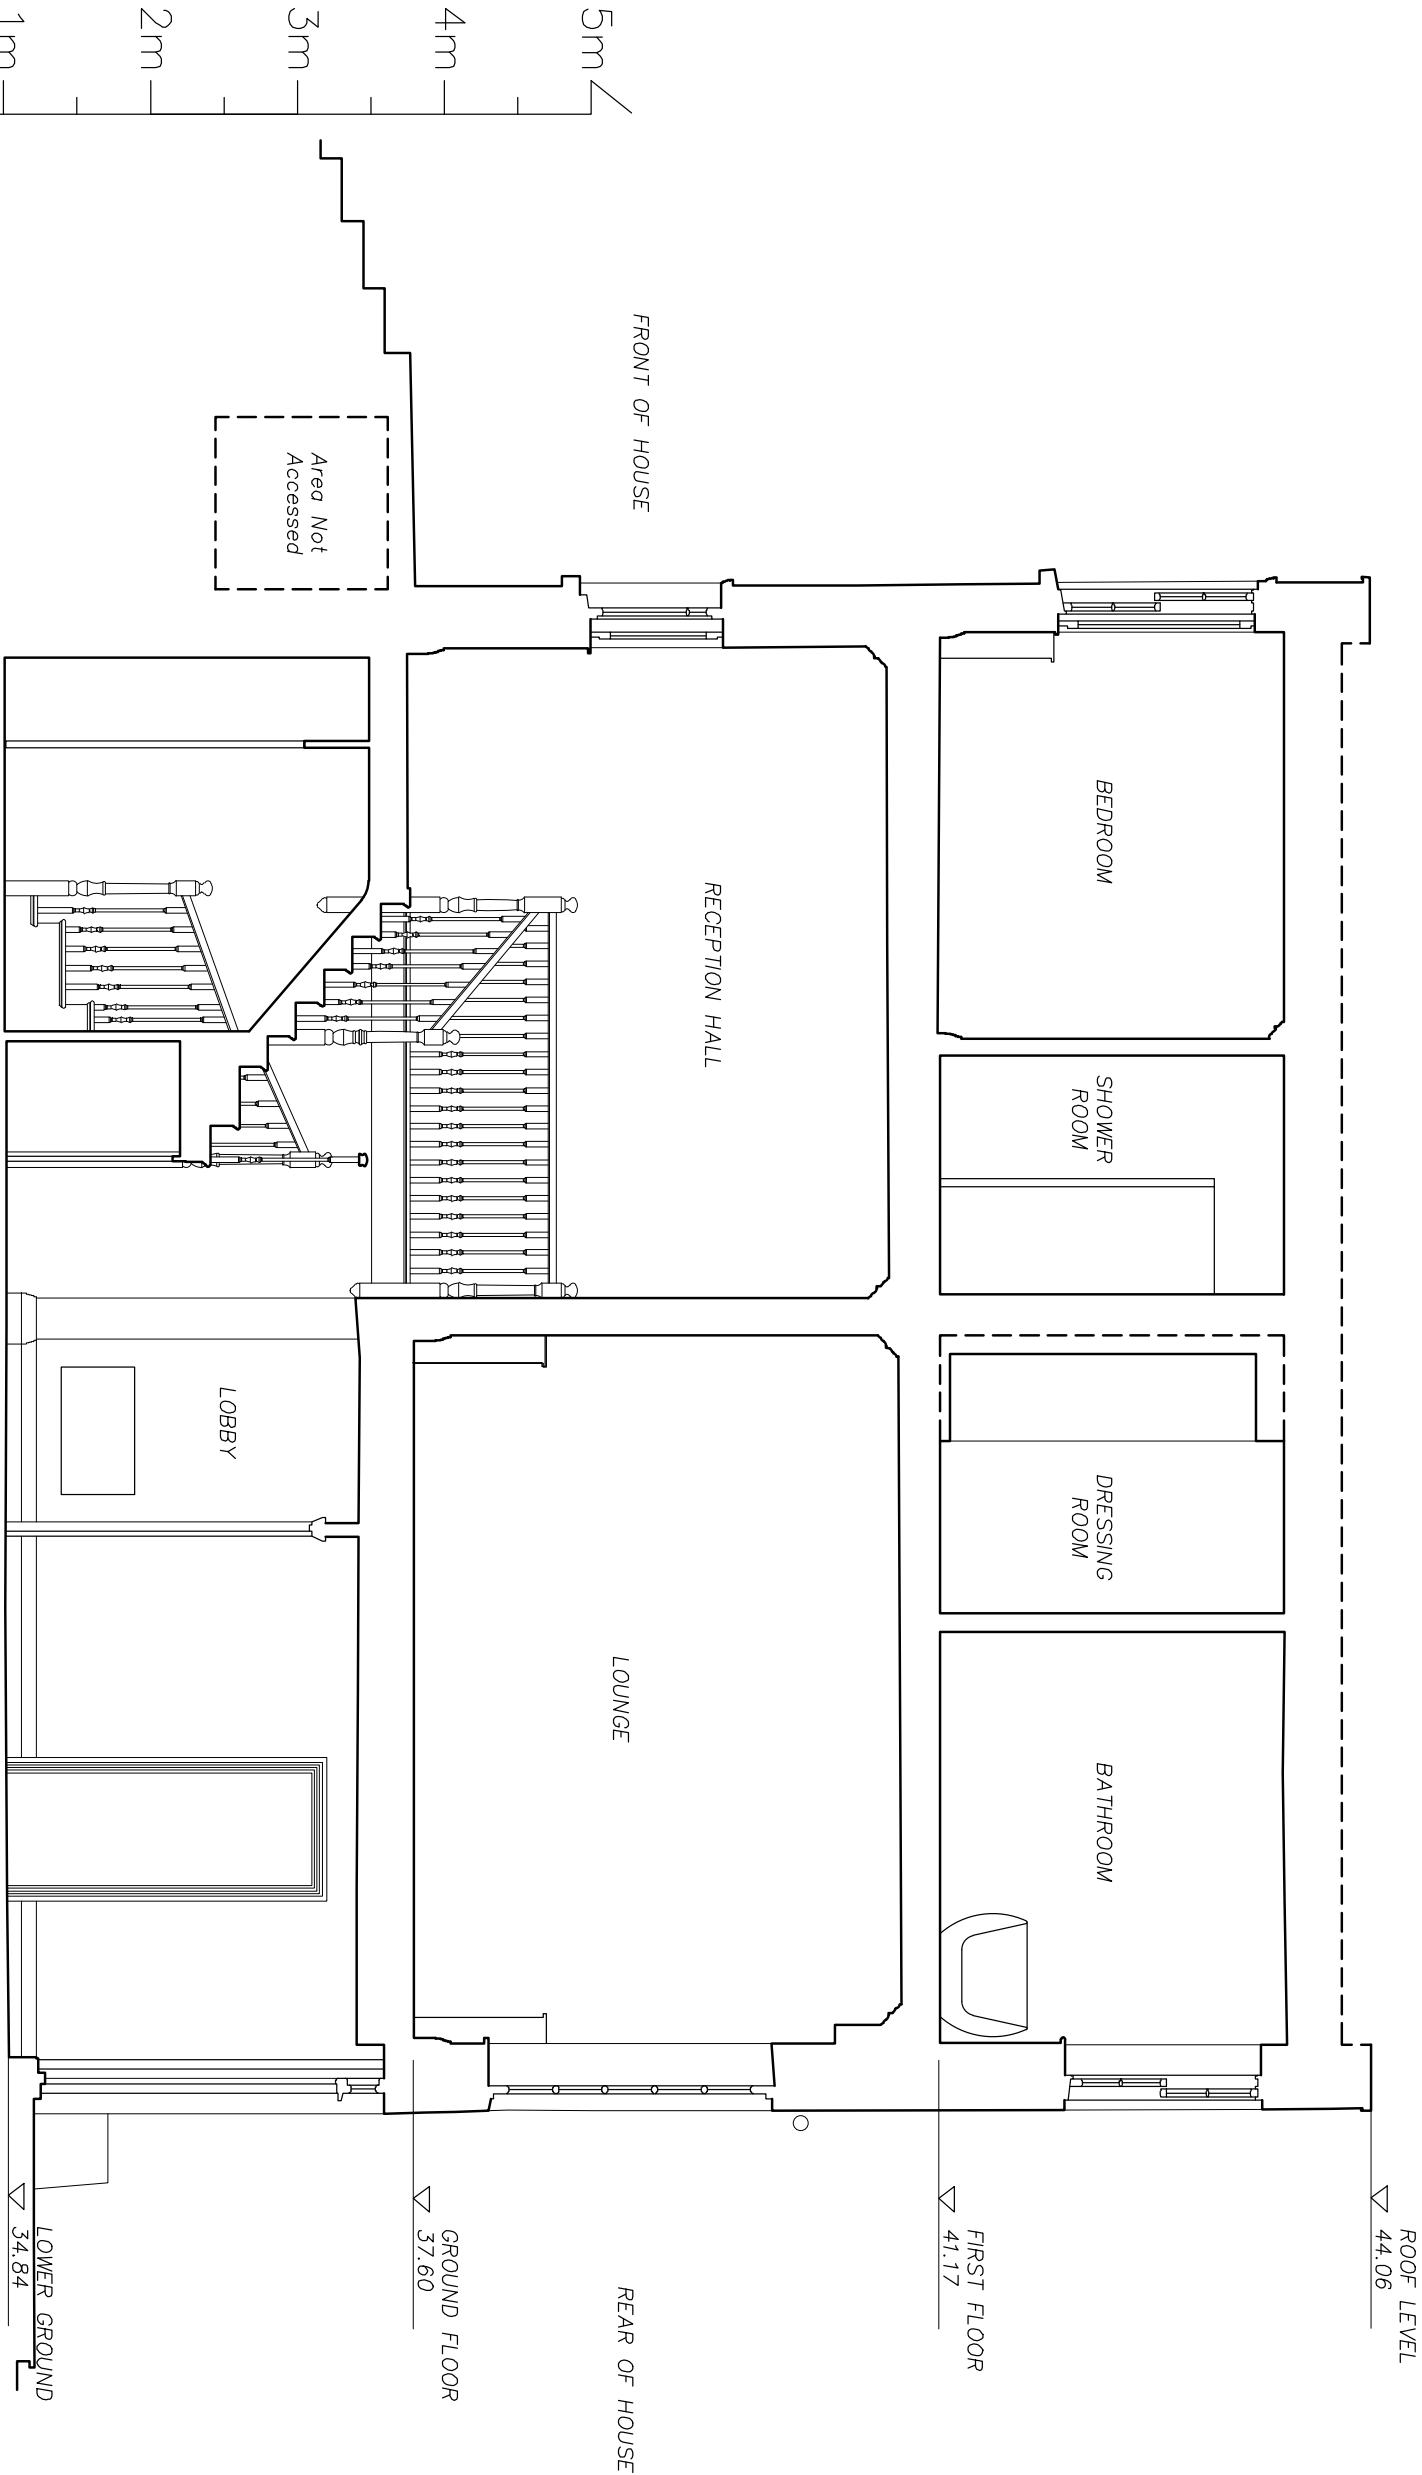 ROOF LEVEL
44.06
FIRST FLOOR
41.17
GROUND FLOOR
37.60
LOWER GROUND
34.84
FRONT OF HOUSE
REAR OF HOUSE
BEDROOM
SHOWER
ROOM
DRESSING
ROOM
BATHROOM
RECEPTION HALL
LOUNGE
LOBBY
Area Not
Accessed
5m
4m
3m
2m
1m